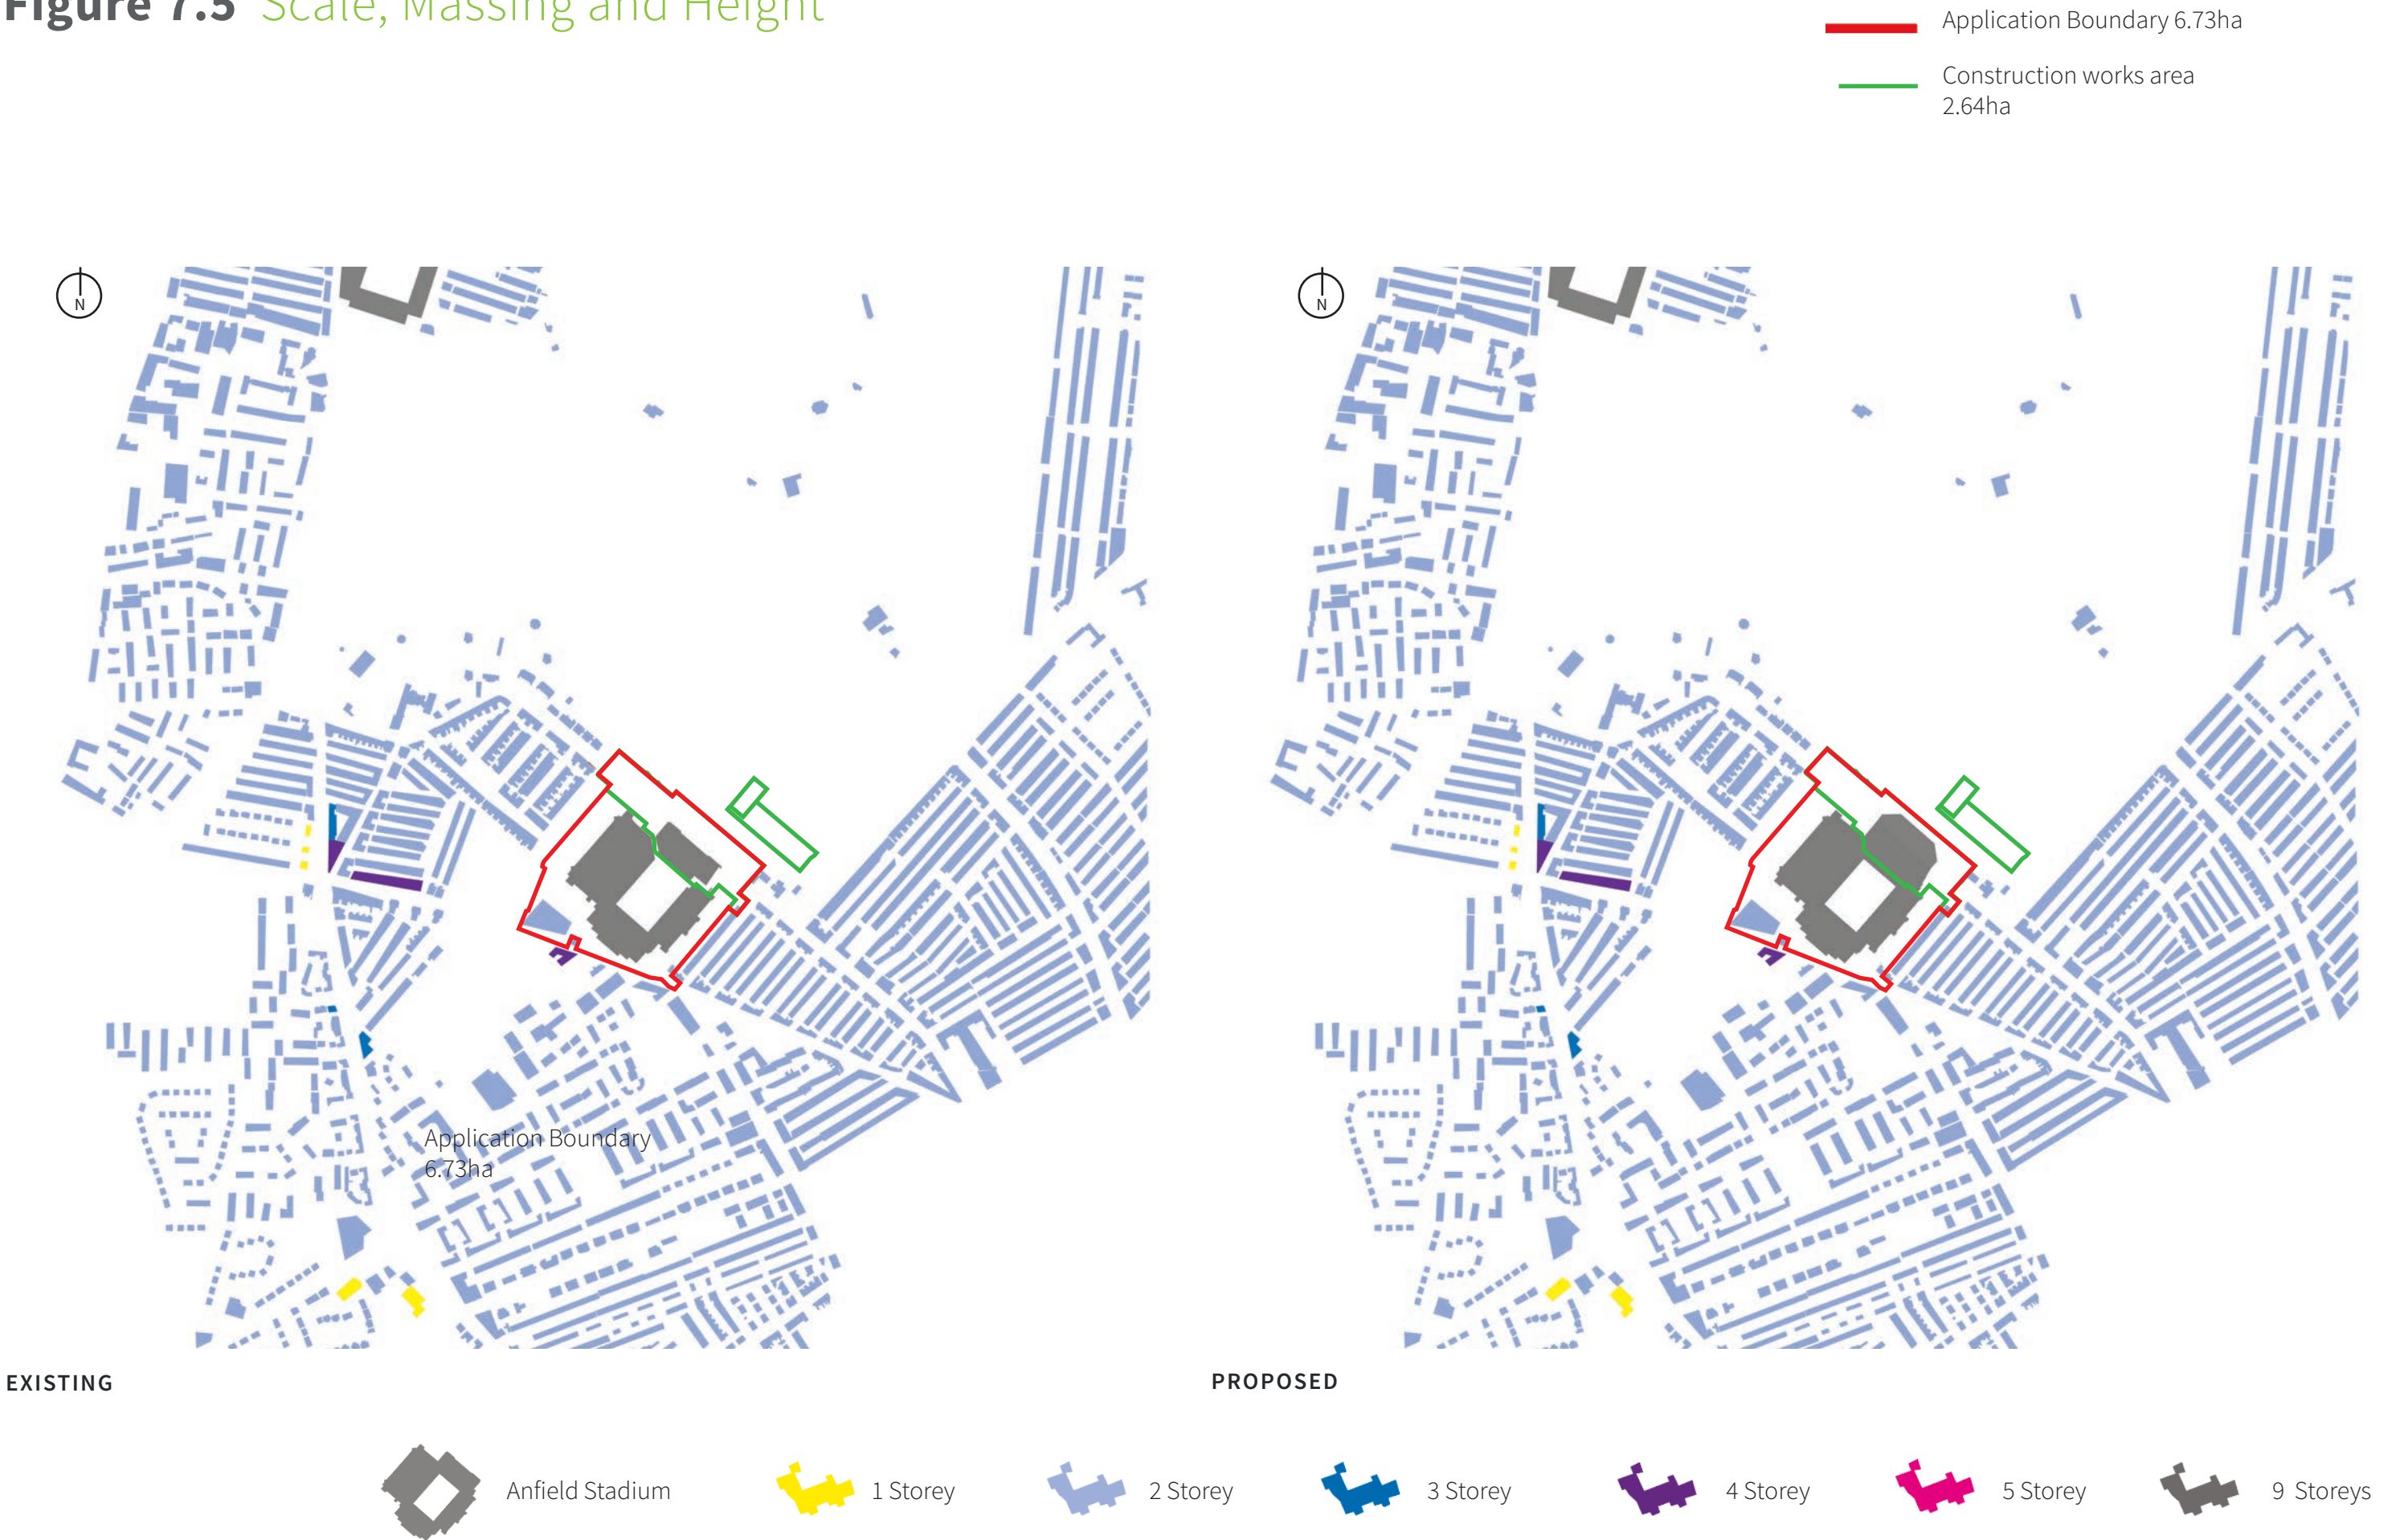 Figure 7.5 Scale, Massing and Height
Application Boundary 6.73ha
Construction works area
2.64ha
N
N
Application Boundary
6.73ha
EXISTING
PROPOSED
Anfield Stadium
1 Storey
2 Storey
3 Storey
4 Storey
5 Storey
9 Storeys